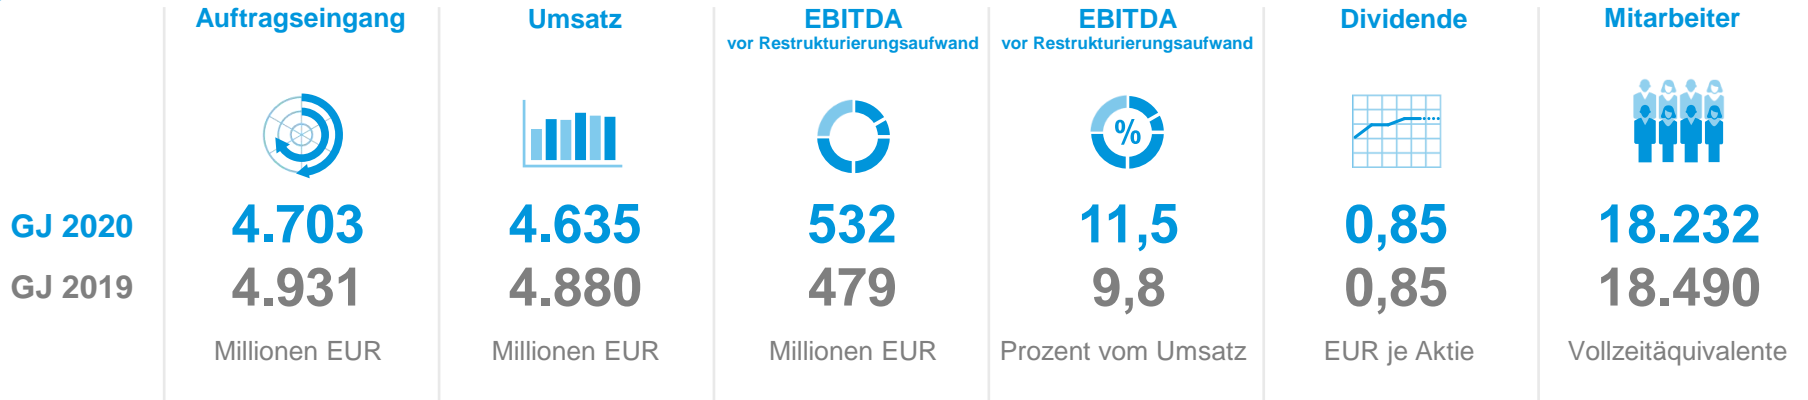 Auftragseingang
Umsatz
EBITDA
vor Restrukturierungsaufwand
EBITDA
vor Restrukturierungsaufwand
Dividende
Mitarbeiter
%
GJ 2020
4.703
4.635
532
11,5
0,85
18.232
GJ 2019
4.931
4.880
479
9,8
0,85
18.490
Millionen EUR
Millionen EUR
Millionen EUR
Prozent vom Umsatz
EUR je Aktie
Vollzeitäquivalente